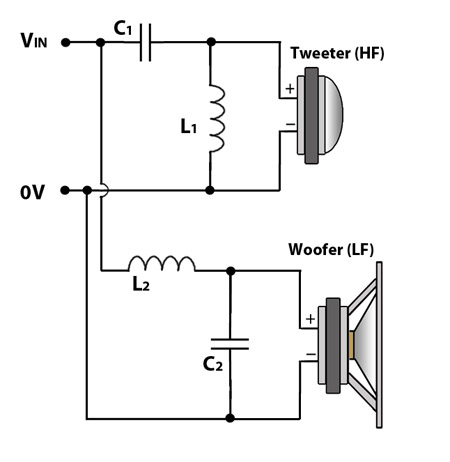 C1
VIN
Tweeter (HF)
+
L1
−
0V
Woofer (LF)
L2
+
C2
−